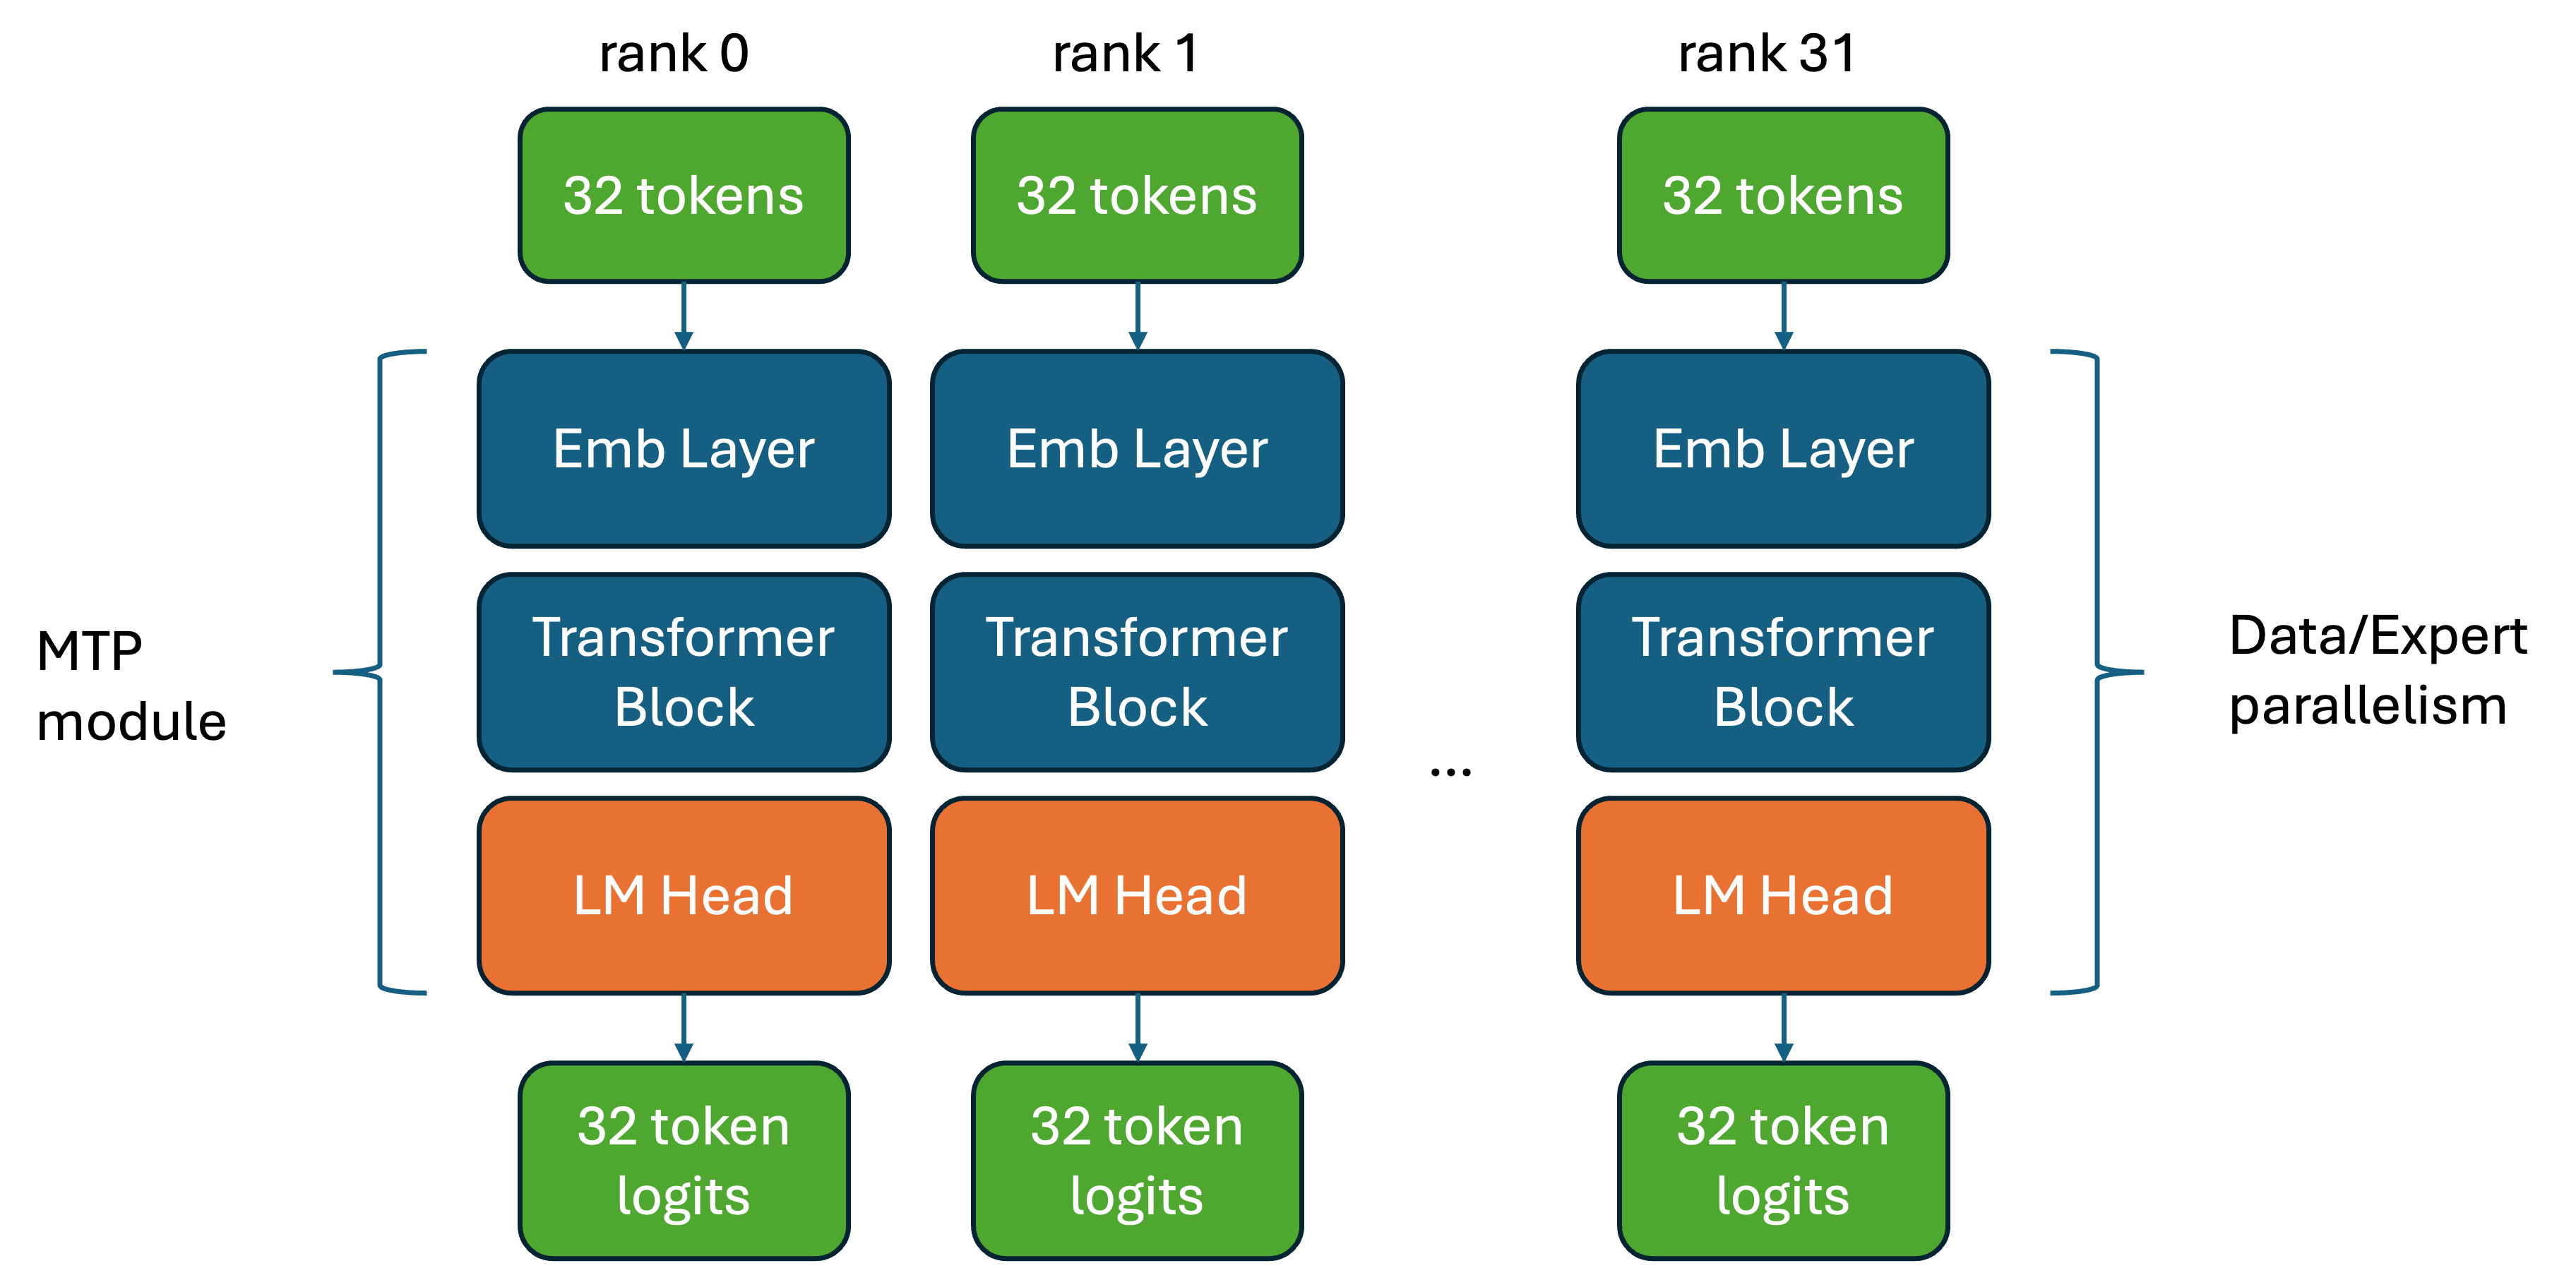 rank 0
rank 1
rank 31
32 tokens
32 tokens
32 tokens
Emb Layer
Emb Layer
Emb Layer
MTP
module
Transformer
Block
Transformer
Block
...
Transformer
Block
Data/Expert
parallelism
LM Head
LM Head
LM Head
32 token
logits
32 token
logits
32 token
logits